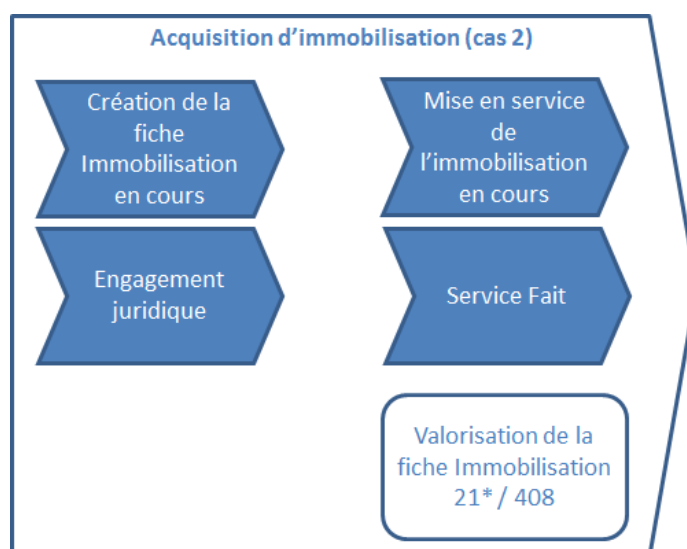 Acquisition d'immobilisation (cas 2)
Création de la
fiche
Immobilisation
en cours
Mise en service
de
l'immobilisation
en cours
Engagement
juridique
Service Fait
Valorisation de la
fiche Immobilisation
21* / 408